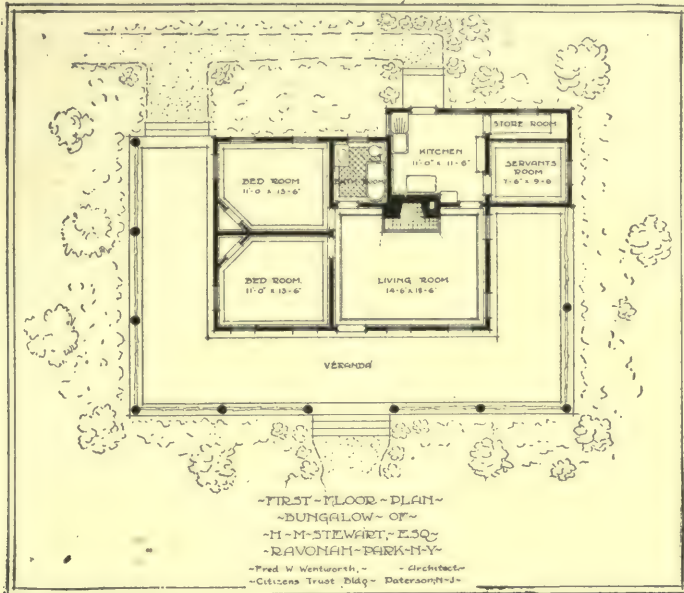 STORE ROOM
KITCHEN
11'-0" x 11'-6"
SERVANTS
ROOM
7'-6" x 9'-6
BED ROOM
11'-0 x 13'-6"
BATH ROOM
BED ROOM.
11'-0" x 13'-6"
LIVING ROOM
14'-6 x 18'-6"
VERANDA
~FIRST~FLOOR~PLAN~
~BUNGALOW~OF~
~H~M~STEWART,~ESQ~
~RAVONAH~PARK~N~Y~
~Fred W Wentworth,~ ~Architect~
~Citizens Trust Bldg~ Paterson,N~J~